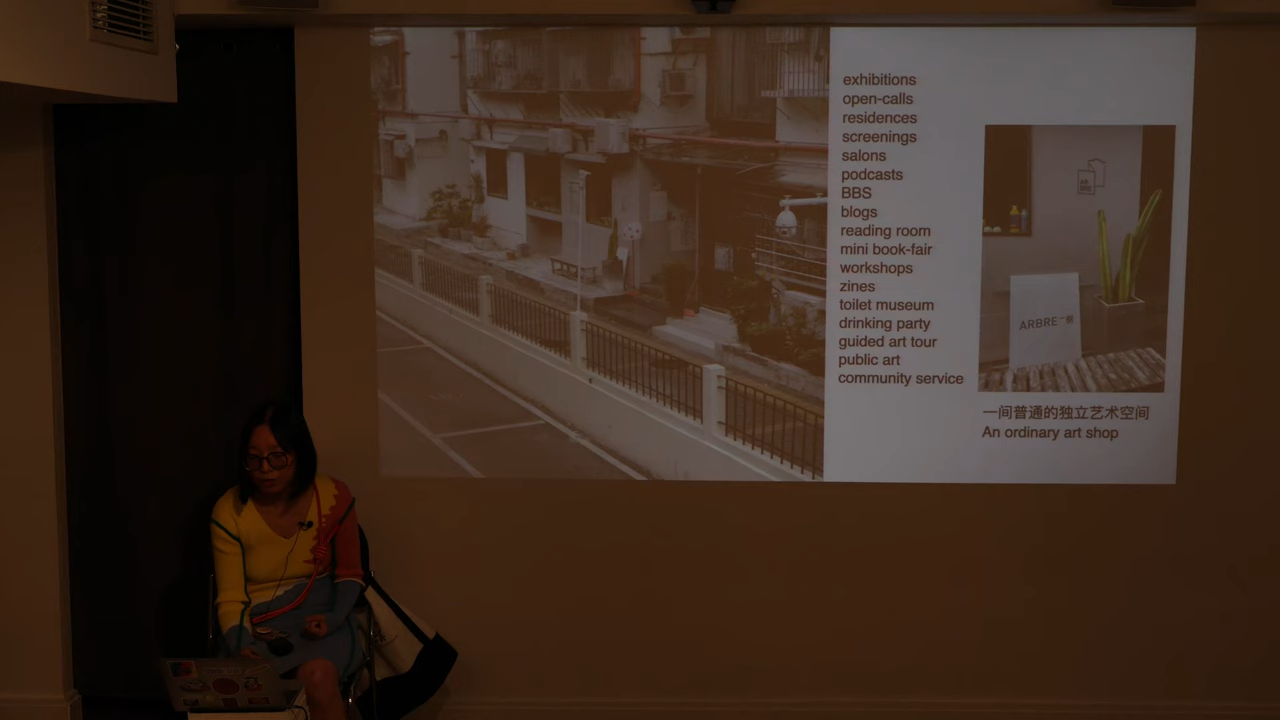 exhibitions
open-calls
residences
screenings
salons
podcasts
BBS
blogs
reading room
mini book-fair
workshops
zines
toilet museum
drinking party
guided art tour
public art
community service
AR
BRE
ARBRE
一间普通的独立艺术空间
An ordinary art shop